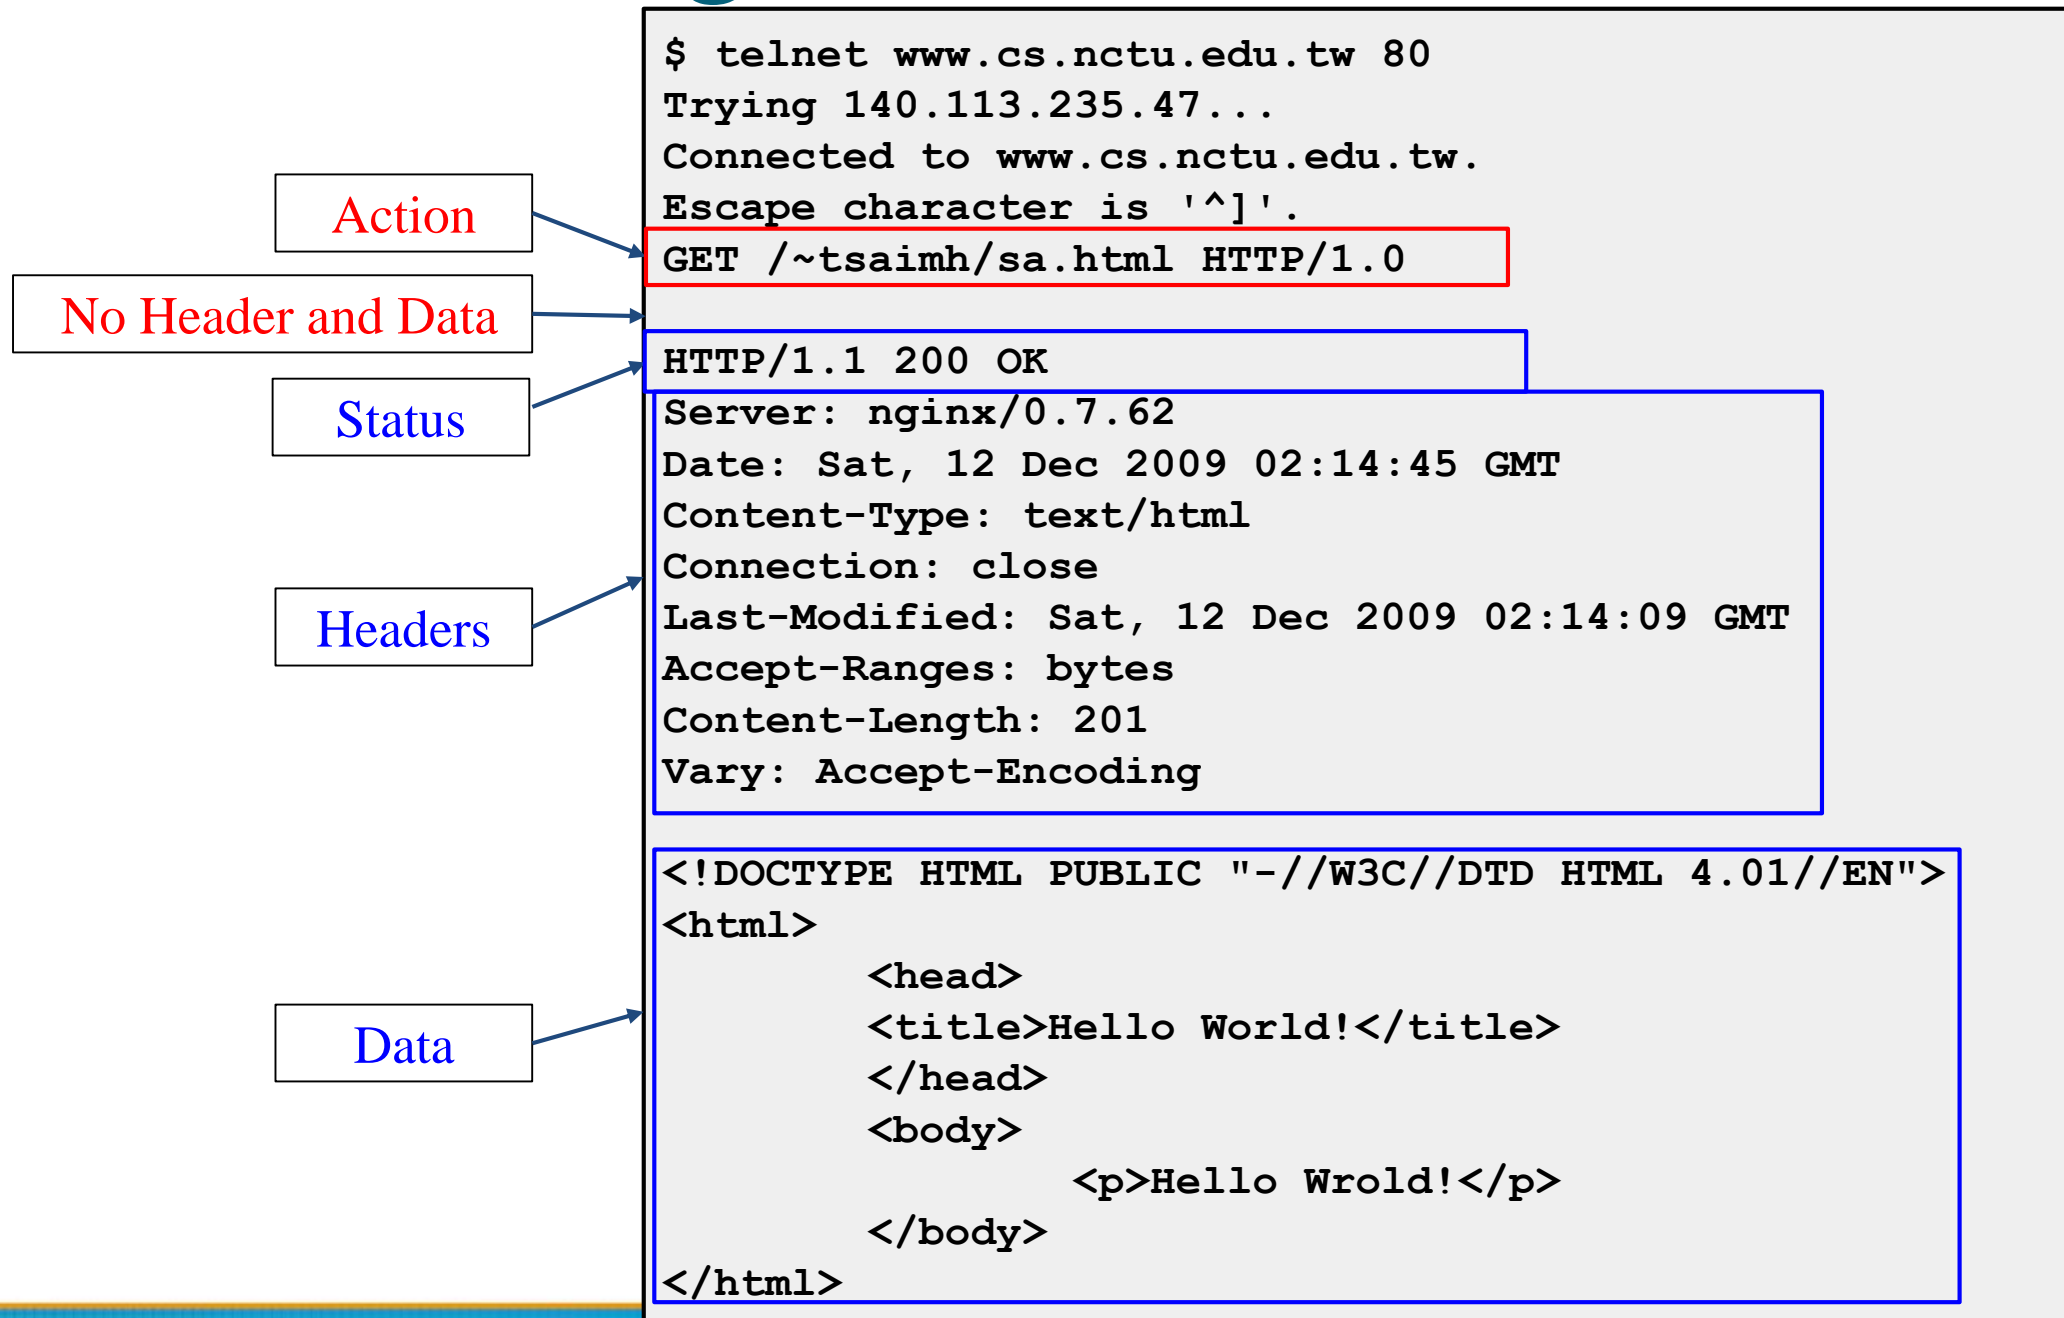 $ telnet www.cs.nctu.edu.tw 80
Trying 140.113.235.47...
Connected to www.cs.nctu.edu.tw.
Escape character is '^]'.
Action
GET /~tsaimh/sa.html HTTP/1.0
No Header and Data
HTTP/1.1 200 OK
Status
Server: nginx/0.7.62
Date: Sat, 12 Dec 2009 02:14:45 GMT
Content-Type: text/html
Connection: close
Headers
Last-Modified: Sat, 12 Dec 2009 02:14:09 GMT
Accept-Ranges: bytes
Content-Length: 201
Vary: Accept-Encoding
<!DOCTYPE HTML PUBLIC "-//W3C//DTD HTML 4.01//EN">
<html>
<head>
<title>Hello World!</title>
Data
</head>
<body>
<p>Hello Wrold!</p>
</body>
</html>